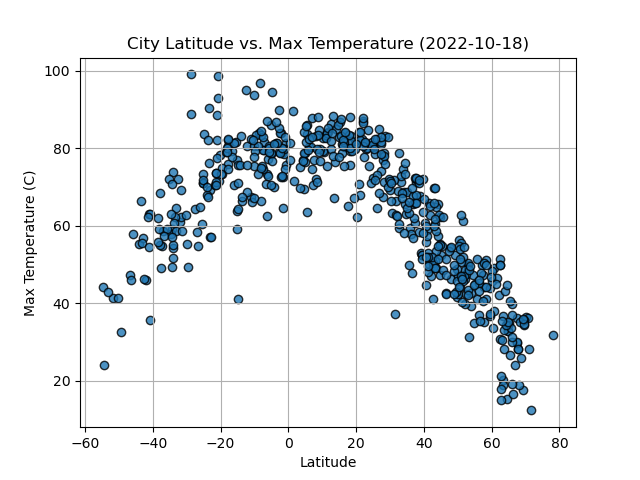 City Latitude vs. Max Temperature (2022-10-18)
100
80
60
40
20
Max Temperature (C)
−60 −40 −20 0 20 40 60 80
Latitude